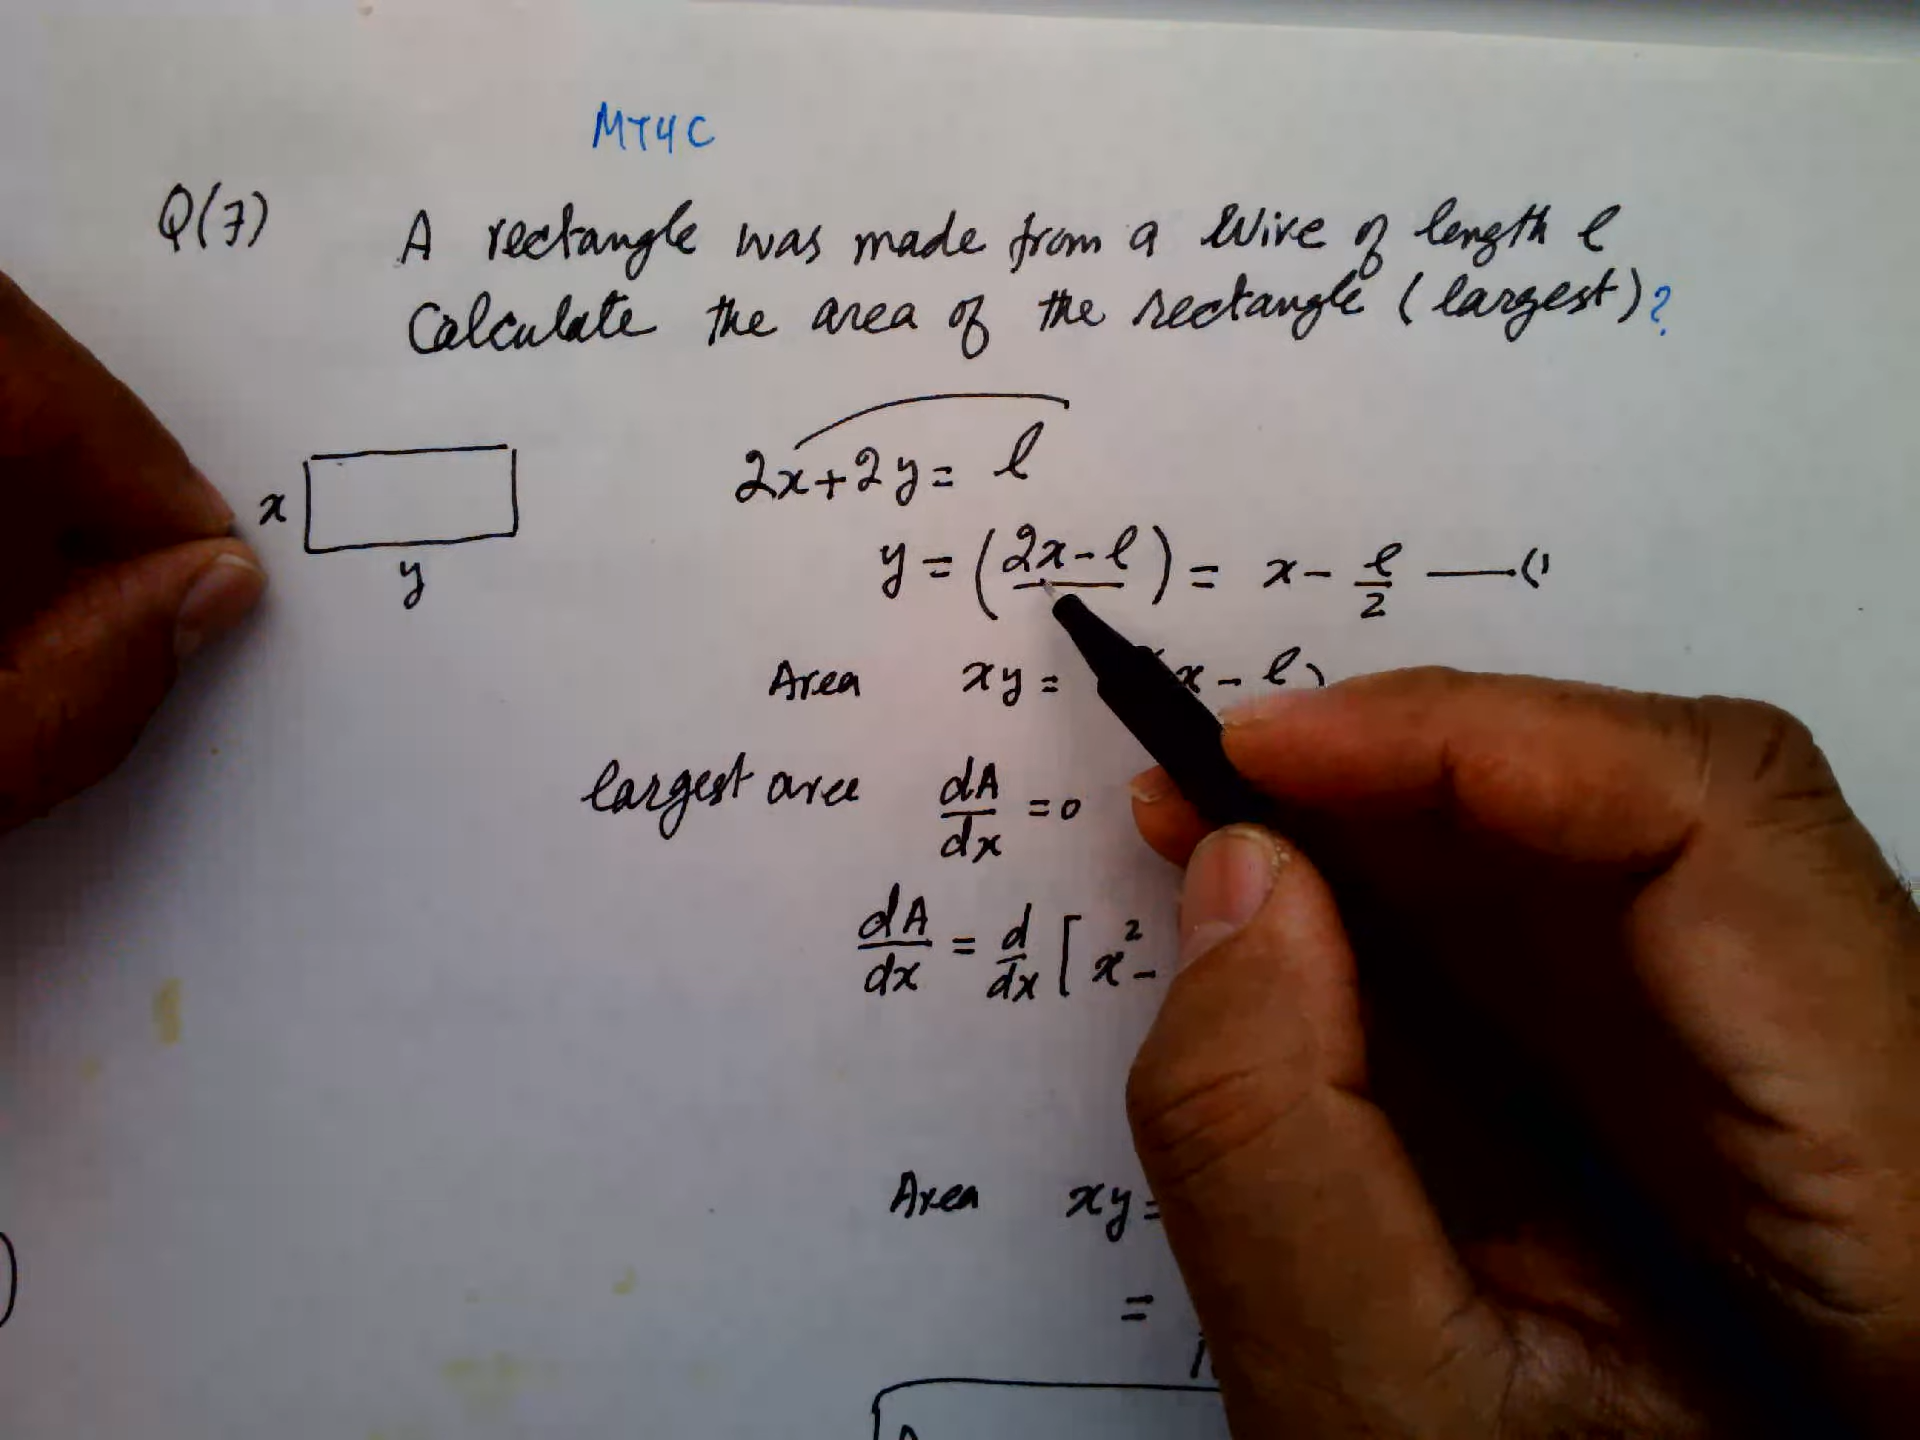 MT4C
Q(7) A rectangle was made from a wire of length l
Calculate the area of the rectangle (largest)?
2x+2y= l
x
y = (2x-l) = x - l/2 —(1
y
Area xy= x - l)
largest area dA/dx =0
dA/dx = d/dx [ x² -
Area xy=
=